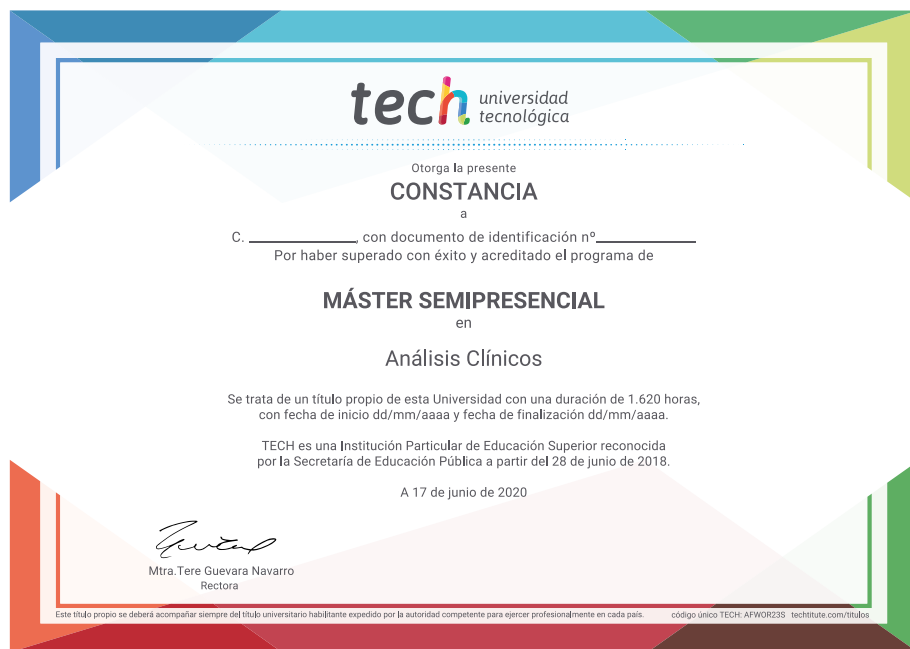 tech universidad
tecnológica
Otorga la presente
CONSTANCIA
a
C. ____________, con documento de identificación nº____________
Por haber superado con éxito y acreditado el programa de
MÁSTER SEMIPRESENCIAL
en
Análisis Clínicos
Se trata de un título propio de esta Universidad con una duración de 1.620 horas,
con fecha de inicio dd/mm/aaaa y fecha de finalización dd/mm/aaaa.
TECH es una Institución Particular de Educación Superior reconocida
por la Secretaría de Educación Pública a partir del 28 de junio de 2018.
A 17 de junio de 2020
Mtra.Tere Guevara Navarro
Rectora
Este título propio se deberá acompañar siempre del título universitario habilitante expedido por la autoridad competente para ejercer profesionalmente en cada país. código único TECH: AFWOR23S techtitute.com/titulos